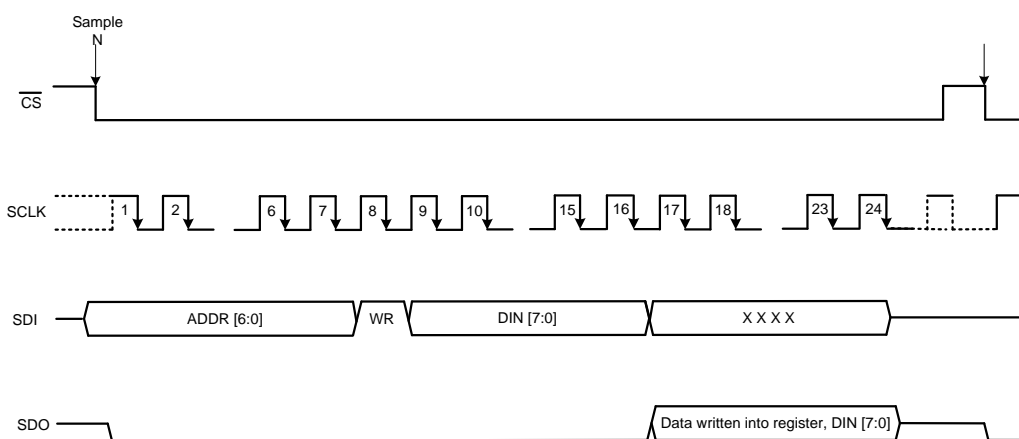 Sample
N
CS
SCLK
1 2 6 7 8 9 10 15 16 17 18 23 24
SDI
ADDR [6:0] WR DIN [7:0] X X X X
SDO
Data written into register, DIN [7:0]